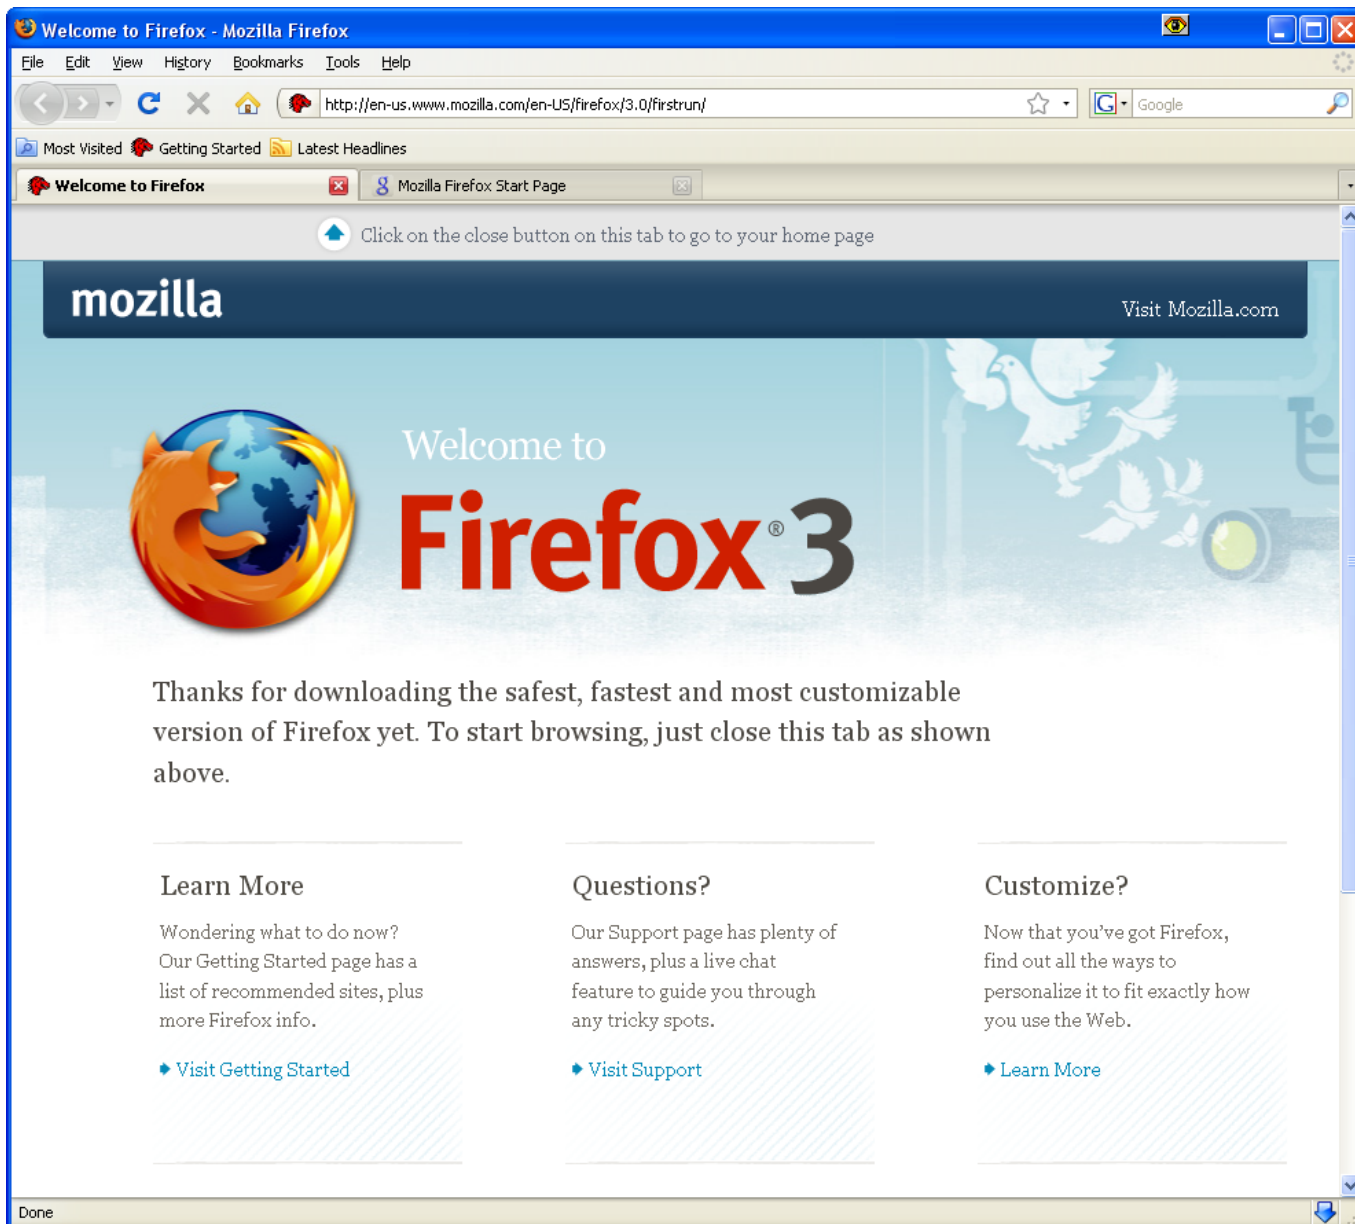 Welcome to Firefox - Mozilla Firefox
File Edit View History Bookmarks Tools Help
http://en-us.www.mozilla.com/en-US/firefox/3.0/firstrun/ G Google
Most Visited Getting Started Latest Headlines
Welcome to Firefox Mozilla Firefox Start Page
Click on the close button on this tab to go to your home page
mozilla Visit Mozilla.com
Welcome to
Firefox® 3
Thanks for downloading the safest, fastest and most customizable
version of Firefox yet. To start browsing, just close this tab as shown
above.
Learn More
Wondering what to do now?
Our Getting Started page has a
list of recommended sites, plus
more Firefox info.
Visit Getting Started
Questions?
Our Support page has plenty of
answers, plus a live chat
feature to guide you through
any tricky spots.
Visit Support
Customize?
Now that you've got Firefox,
find out all the ways to
personalize it to fit exactly how
you use the Web.
Learn More
Done